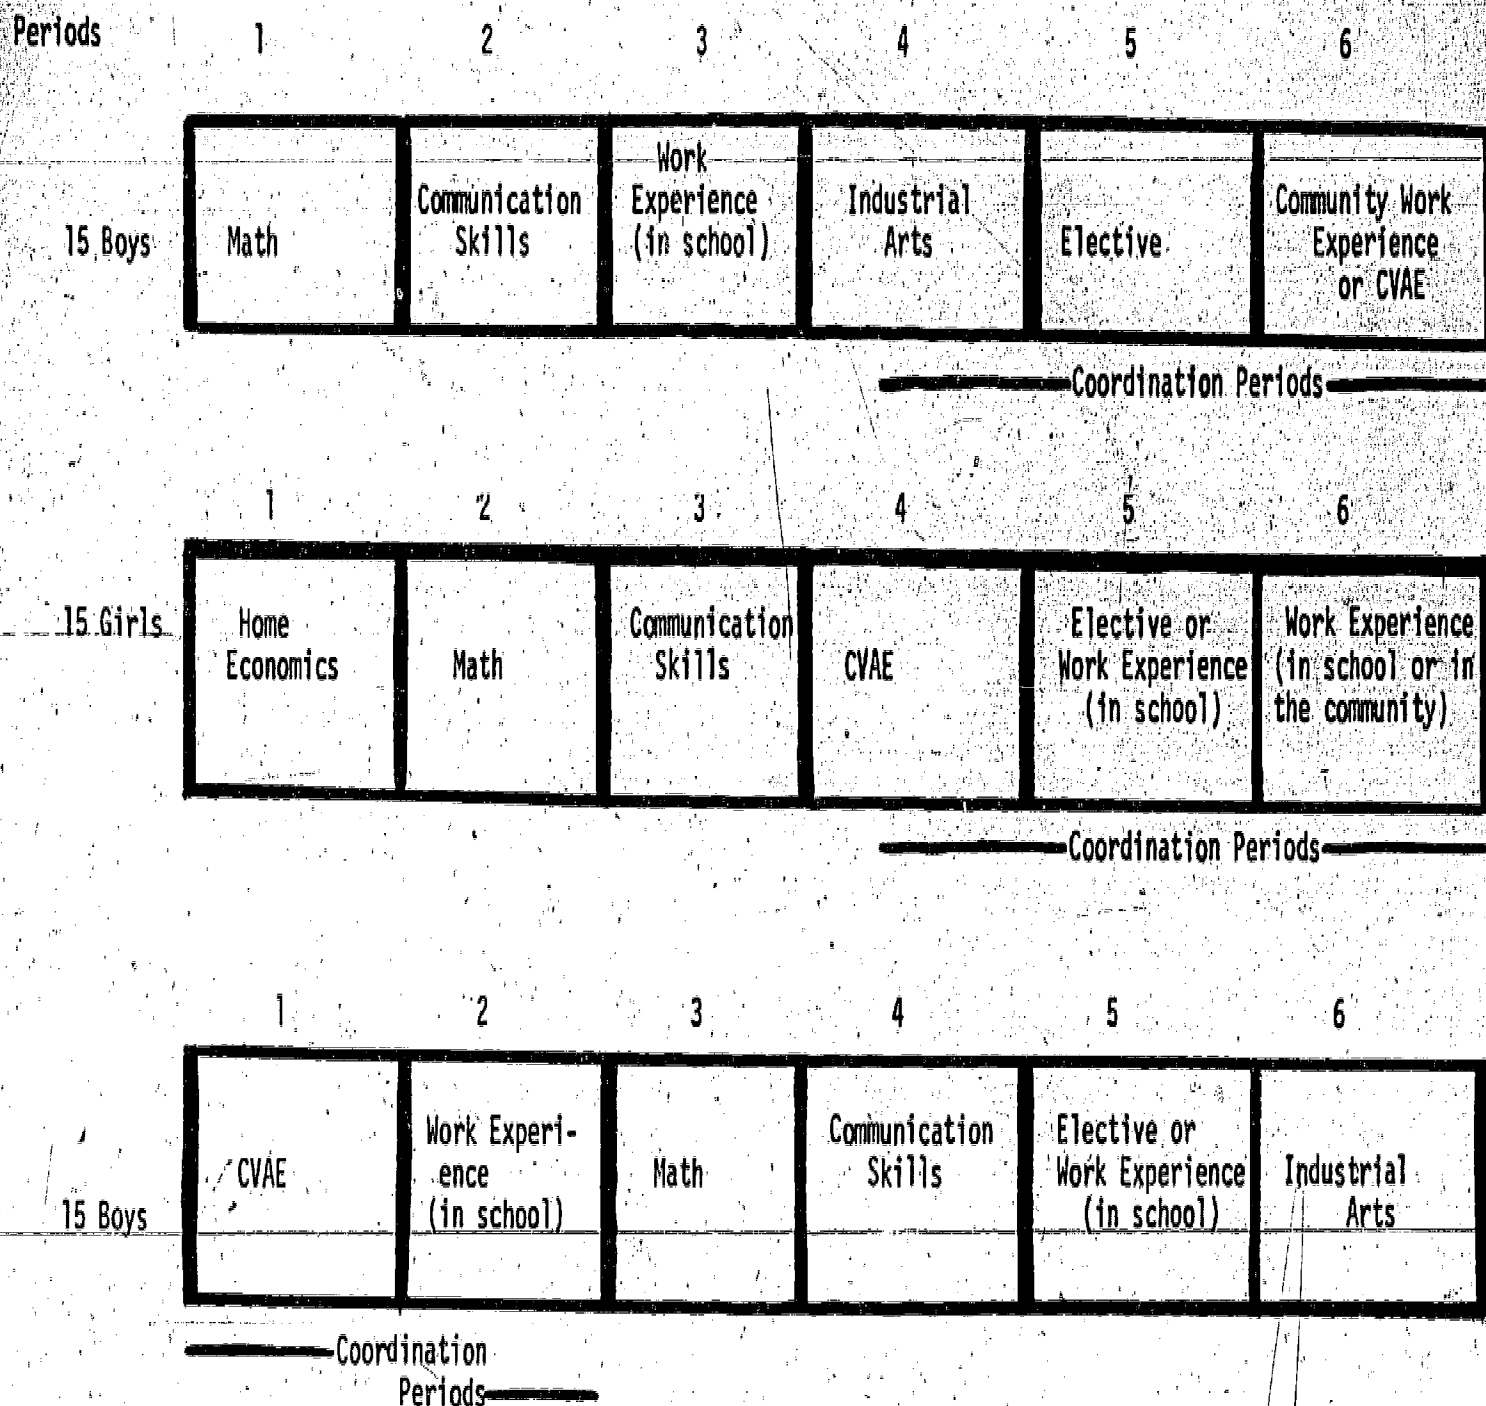 Periods 1 2 3 4 5 6
15 Boys
Math
Communication
Skills
Work
Experience
(in school)
Industrial
Arts
Elective
Community Work
Experience
or CVAE
Coordination Periods
1 2 3 4 5 6
15 Girls
Home
Economics
Math
Communication
Skills
CVAE
Elective or
Work Experience
(in school)
Work Experience
(in school or in
the community)
Coordination Periods
1 2 3 4 5 6
15 Boys
CVAE
Work Experi-
ence
(in school)
Math
Communication
Skills
Elective or
Work Experience
(in school)
Industrial
Arts
Coordination
Periods